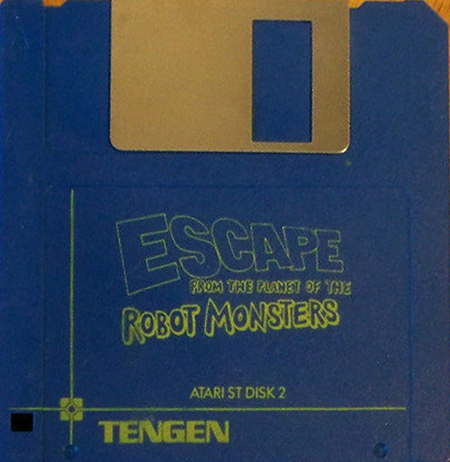 ESCAPE
FROM THE PLANET OF THE
ROBOT MONSTERS
ATARI ST DISK 2
TENGEN